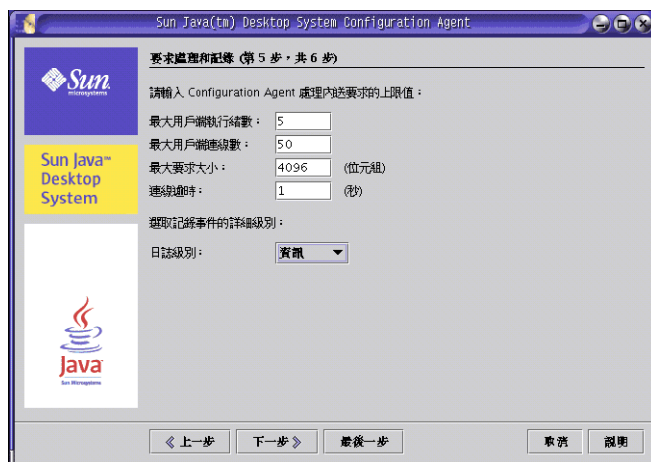 Sun Java(tm) Desktop System Configuration Agent
Sun
microsystems
Sun Java™
Desktop
System
Java
Sun Microsystems
要求處理和記錄 (第 5 步，共 6 步)
請輸入 Configuration Agent 處理內送要求的上限值：
最大用戶端執行緒數： 5
最大用戶端連線數： 50
最大要求大小： 4096 (位元組)
連線逾時： 1 (秒)
選取記錄事件的詳細級別：
日誌級別： 資訊
上一步 下一步 最後一步 取消 說明